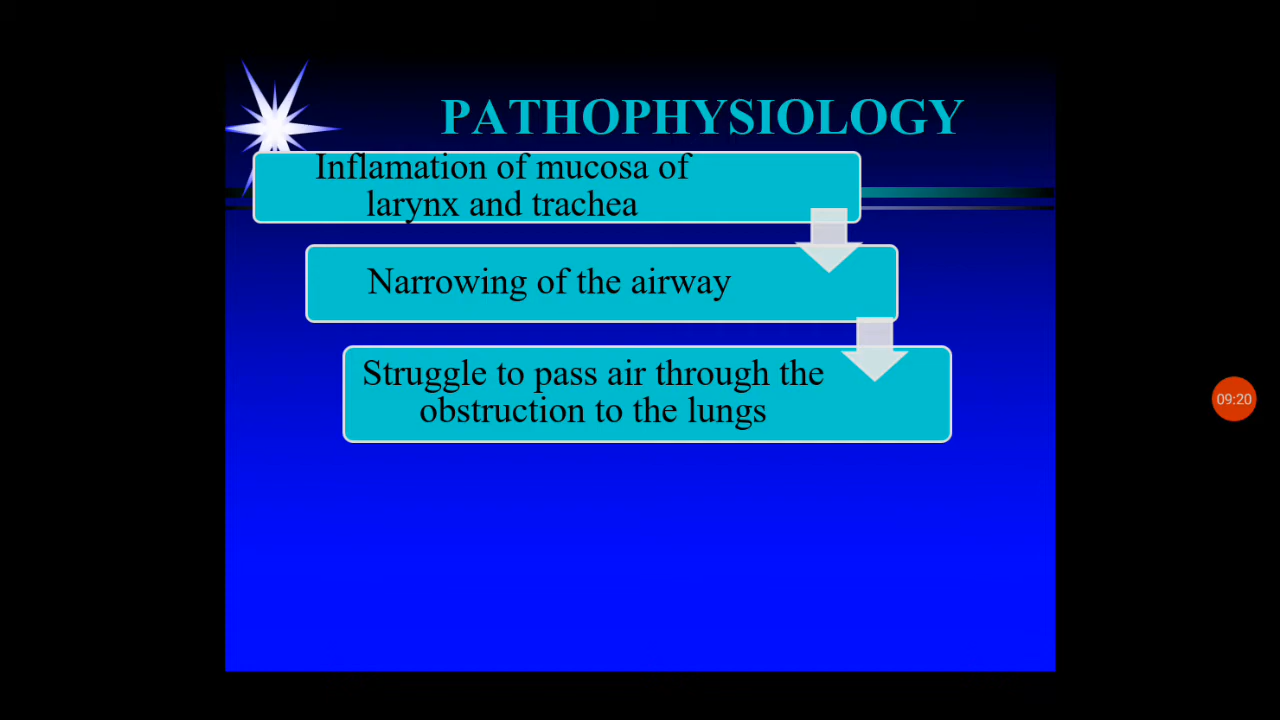 PATHOPHYSIOLOGY
Inflamation of mucosa of
larynx and trachea
Narrowing of the airway
Struggle to pass air through the
obstruction to the lungs
09:20